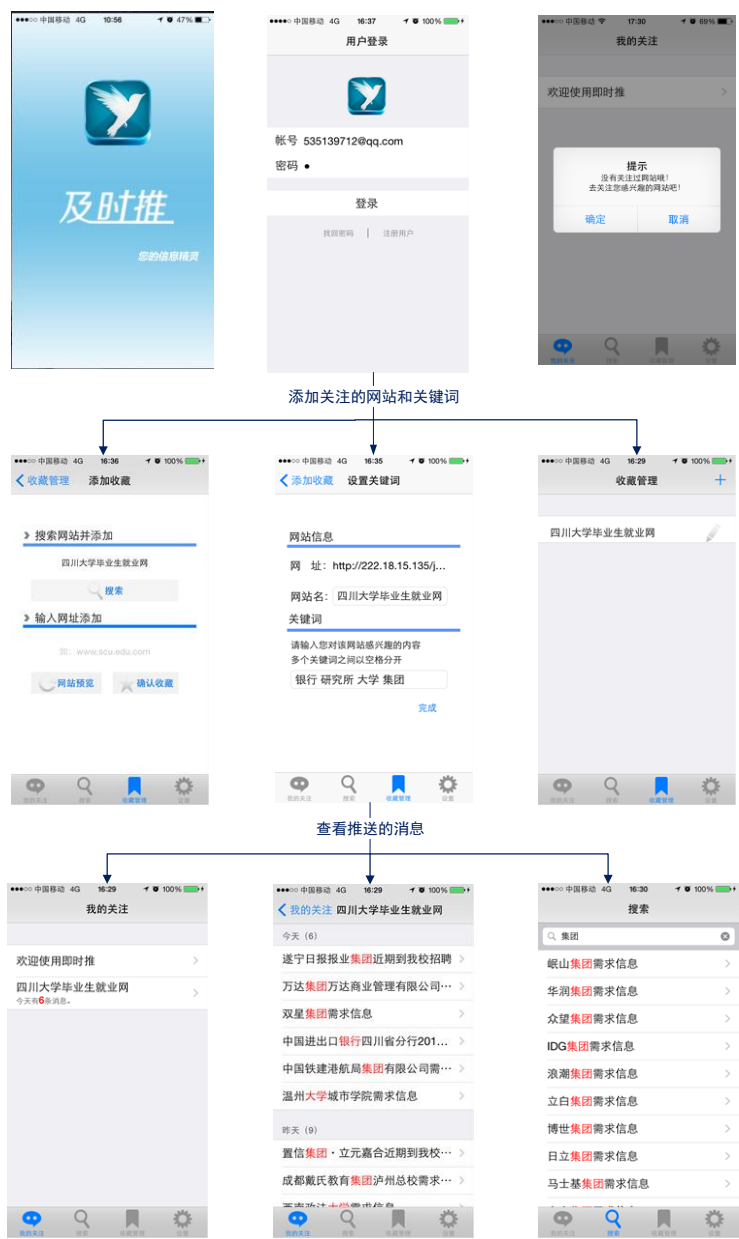 ●●●○○ 中国移动 4G 10:56 47%
及时推
您的信息精灵
●●●●○ 中国移动 4G 16:37 100%
用户登录
帐号 535139712@qq.com
密码 ●
登录
找回密码 | 注册用户
●●●○○ 中国移动 17:30 69%
我的关注
欢迎使用即时推
提示
没有关注过网站哦!
去关注您感兴趣的网站吧!
确定 取消
我的关注 搜索 收藏管理 设置
添加关注的网站和关键词
●●●○○ 中国移动 4G 16:36 100%
收藏管理 添加收藏
搜索网站并添加
四川大学毕业生就业网
搜索
输入网址添加
如: www.scu.edu.com
网站预览 确认收藏
我的关注 搜索 收藏管理 设置
●●●○○ 中国移动 4G 16:35 100%
添加收藏 设置关键词
网站信息
网 址: http://222.18.15.135/j...
网站名: 四川大学毕业生就业网
关键词
请输入您对该网站感兴趣的内容
多个关键词之间以空格分开
银行 研究所 大学 集团
完成
我的关注 搜索 收藏管理 设置
●●●○○ 中国移动 4G 16:29 100%
收藏管理 +
四川大学毕业生就业网
我的关注 搜索 收藏管理 设置
查看推送的消息
●●●○○ 中国移动 4G 16:29 100%
我的关注
欢迎使用即时推
四川大学毕业生就业网
今天有6条消息。
我的关注 搜索 收藏管理 设置
●●●○○ 中国移动 4G 16:29 100%
我的关注 四川大学毕业生就业网
今天（6）
遂宁日报报业集团近期到我校招聘
万达集团万达商业管理有限公司…
双星集团需求信息
中国进出口银行四川省分行201...
中国铁建港航局集团有限公司需…
温州大学城市学院需求信息
昨天（9）
置信集团·立元嘉合近期到我校…
成都戴氏教育集团泸州总校需求…
西南政法大学需求信息
我的关注 搜索 收藏管理 设置
●●●○○ 中国移动 4G 16:30 100%
搜索
集团
岷山集团需求信息
华润集团需求信息
众望集团需求信息
IDG集团需求信息
浪潮集团需求信息
立白集团需求信息
博世集团需求信息
日立集团需求信息
马士基集团需求信息
我的关注 搜索 收藏管理 设置